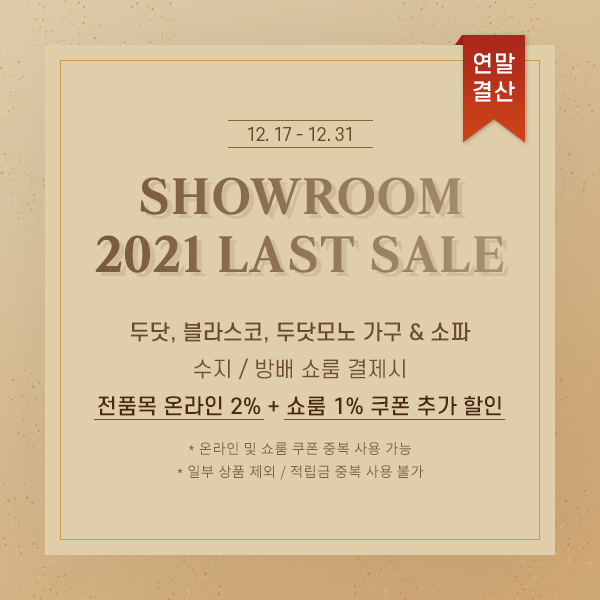 연말
결산
12. 17 - 12. 31
SHOWROOM
2021 LAST SALE
두닷, 블라스코, 두닷모노 가구 & 소파
수지 / 방배 쇼룸 결제시
전품목 온라인 2% + 쇼룸 1% 쿠폰 추가 할인
* 온라인 및 쇼룸 쿠폰 중복 사용 가능
* 일부 상품 제외 / 적립금 중복 사용 불가